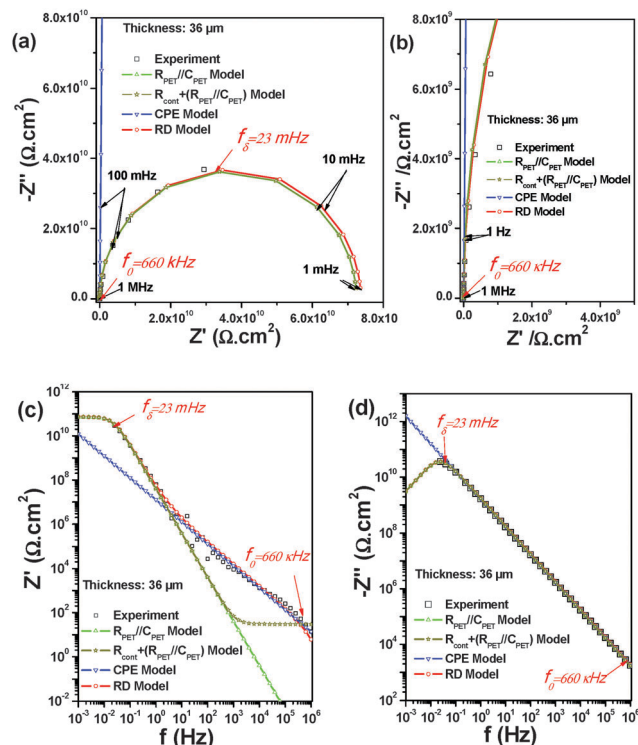 (a)
Thickness: 36 µm
Experiment
R_PET//C_PET Model
R_cont+(R_PET//C_PET) Model
CPE Model
RD Model
f_δ=23 mHz
100 mHz
10 mHz
f_0=660 kHz
1 MHz
1 mHz
8.0x10^10
6.0x10^10
4.0x10^10
2.0x10^10
0.0
0.0 2.0x10^10 4.0x10^10 6.0x10^10 8.0x10^10
-Z'' (Ω.cm²)
Z' (Ω.cm²)
(b)
Thickness: 36 µm
Experiment
R_PET//C_PET Model
R_cont+(R_PET//C_PET) Model
CPE Model
RD Model
1 Hz
f_0=660 kHz
1 MHz
8.0x10^9
6.0x10^9
4.0x10^9
2.0x10^9
0.0
0.0 2.0x10^9 4.0x10^9
-Z'' /Ω.cm²)
Z' /Ω.cm²)
(c)
f_δ=23 mHz
f_0=660 kHz
Thickness: 36 µm
Experiment
R_PET//C_PET Model
R_cont+(R_PET//C_PET) Model
CPE Model
RD Model
10^12
10^10
10^8
10^6
10^4
10^2
10^0
10^-2
10^-3 10^-2 10^-1 10^0 10^1 10^2 10^3 10^4 10^5 10^6
Z' (Ω.cm²)
f (Hz)
(d)
f_δ=23 mHz
Thickness: 36 µm
Experiment
R_PET//C_PET Model
R_cont+(R_PET//C_PET) Model
CPE Model
RD Model
f_0=660 kHz
10^12
10^10
10^8
10^6
10^4
10^2
10^0
10^-3 10^-2 10^-1 10^0 10^1 10^2 10^3 10^4 10^5 10^6
-Z'' (Ω.cm²)
f (Hz)